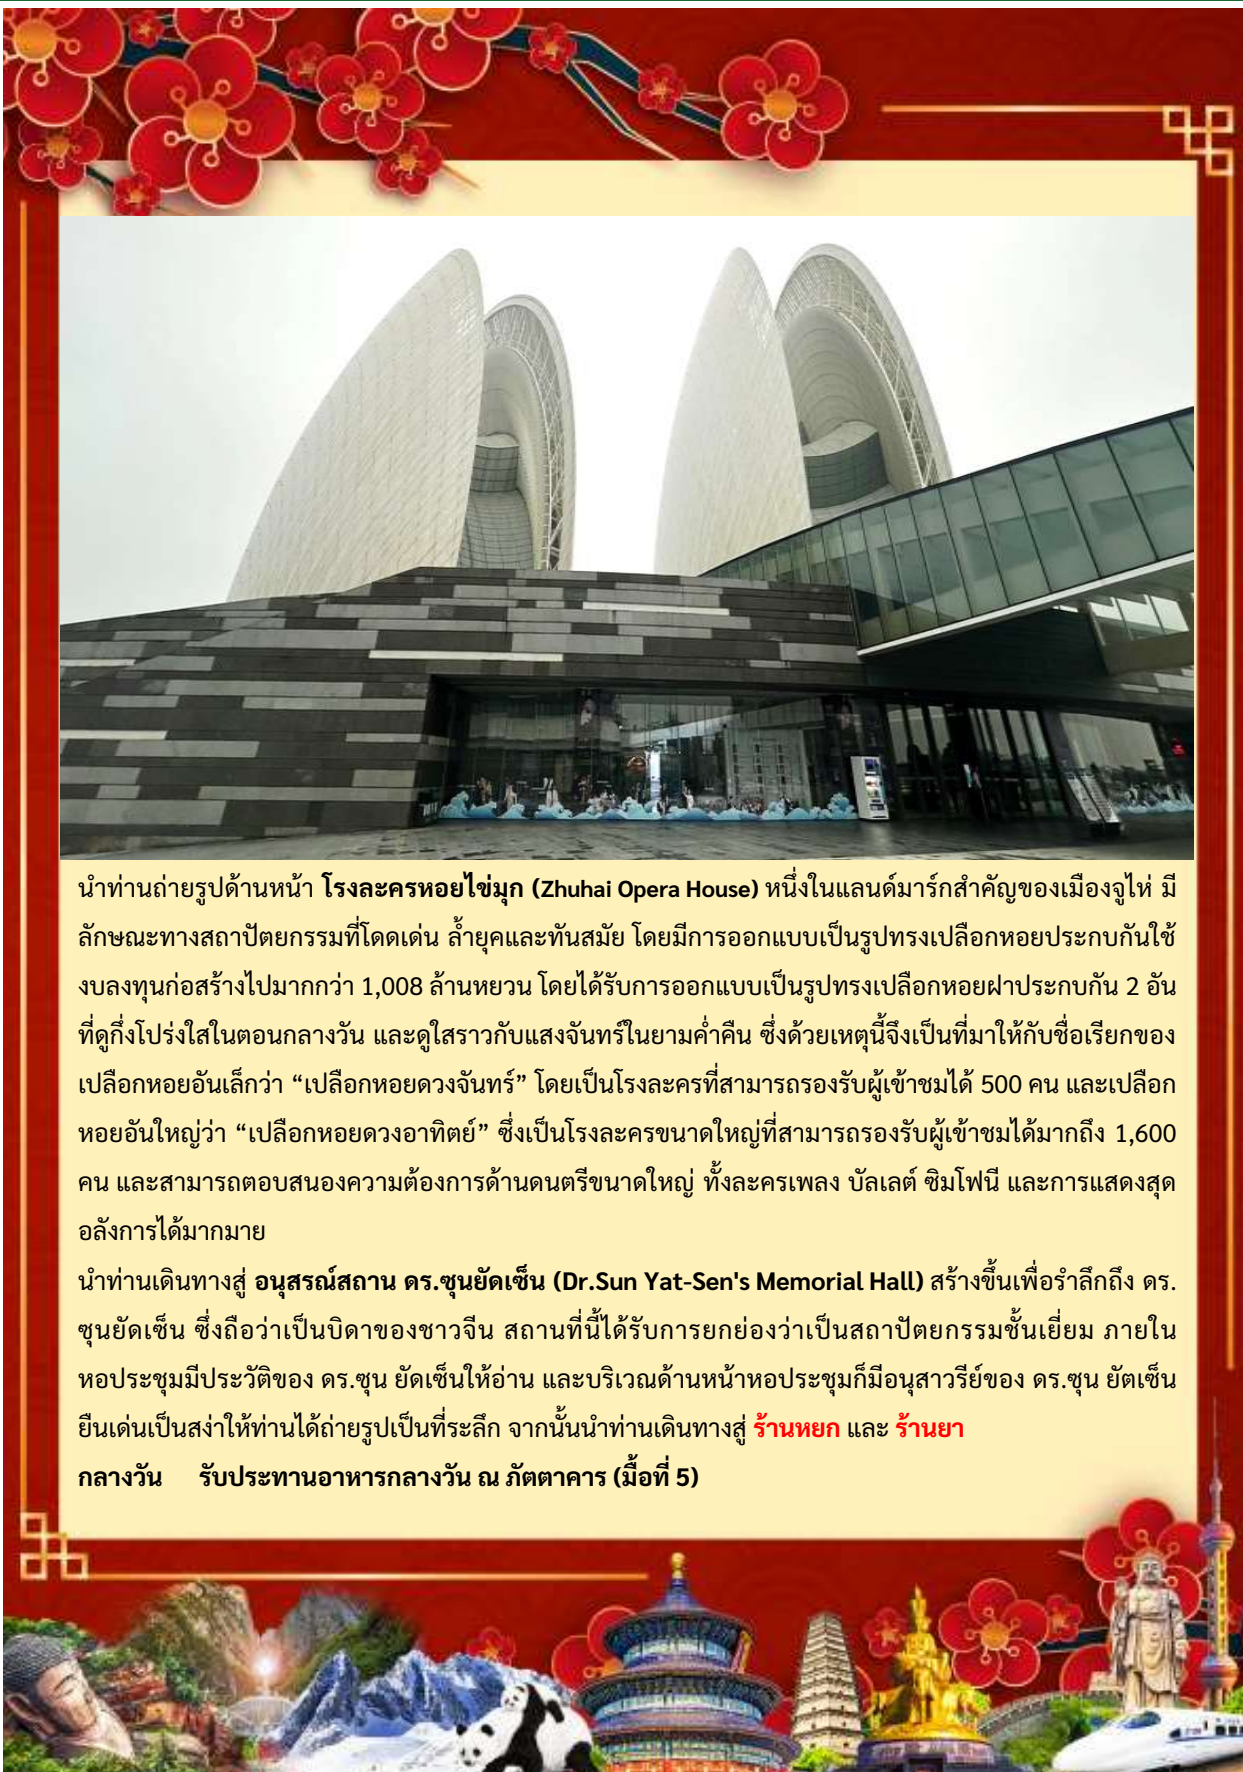 นำท่านถ่ายรูปด้านหน้า โรงละครหอยไข่มุก (Zhuhai Opera House) หนึ่งในแลนด์มาร์กสำคัญของเมืองจูไห่ มี
ลักษณะทางสถาปัตยกรรมที่โดดเด่น ล้ำยุคและทันสมัย โดยมีการออกแบบเป็นรูปทรงเปลือกหอยประกบกันใช้
งบลงทุนก่อสร้างไปมากกว่า 1,008 ล้านหยวน โดยได้รับการออกแบบเป็นรูปทรงเปลือกหอยฝาประกบกัน 2 อัน
ที่ดูกึ่งโปร่งใสในตอนกลางวัน และดูใสราวกับแสงจันทร์ในยามค่ำคืน ซึ่งด้วยเหตุนี้จึงเป็นที่มาให้กับชื่อเรียกของ
เปลือกหอยอันเล็กว่า “เปลือกหอยดวงจันทร์” โดยเป็นโรงละครที่สามารถรองรับผู้เข้าชมได้ 500 คน และเปลือก
หอยอันใหญ่ว่า “เปลือกหอยดวงอาทิตย์” ซึ่งเป็นโรงละครขนาดใหญ่ที่สามารถรองรับผู้เข้าชมได้มากถึง 1,600
คน และสามารถตอบสนองความต้องการด้านดนตรีขนาดใหญ่ ทั้งละครเพลง บัลเลต์ ซิมโฟนี และการแสดงสุด
อลังการได้มากมาย
นำท่านเดินทางสู่ อนุสรณ์สถาน ดร.ซุนยัดเซ็น (Dr.Sun Yat-Sen's Memorial Hall) สร้างขึ้นเพื่อรำลึกถึง ดร.
ซุนยัดเซ็น ซึ่งถือว่าเป็นบิดาของชาวจีน สถานที่นี้ได้รับการยกย่องว่าเป็นสถาปัตยกรรมชั้นเยี่ยม ภายใน
หอประชุมมีประวัติของ ดร.ซุน ยัดเซ็นให้อ่าน และบริเวณด้านหน้าหอประชุมก็มีอนุสาวรีย์ของ ดร.ซุน ยัตเซ็น
ยืนเด่นเป็นสง่าให้ท่านได้ถ่ายรูปเป็นที่ระลึก จากนั้นนำท่านเดินทางสู่ ร้านหยก และ ร้านยา
กลางวัน รับประทานอาหารกลางวัน ณ ภัตตาคาร (มื้อที่ 5)